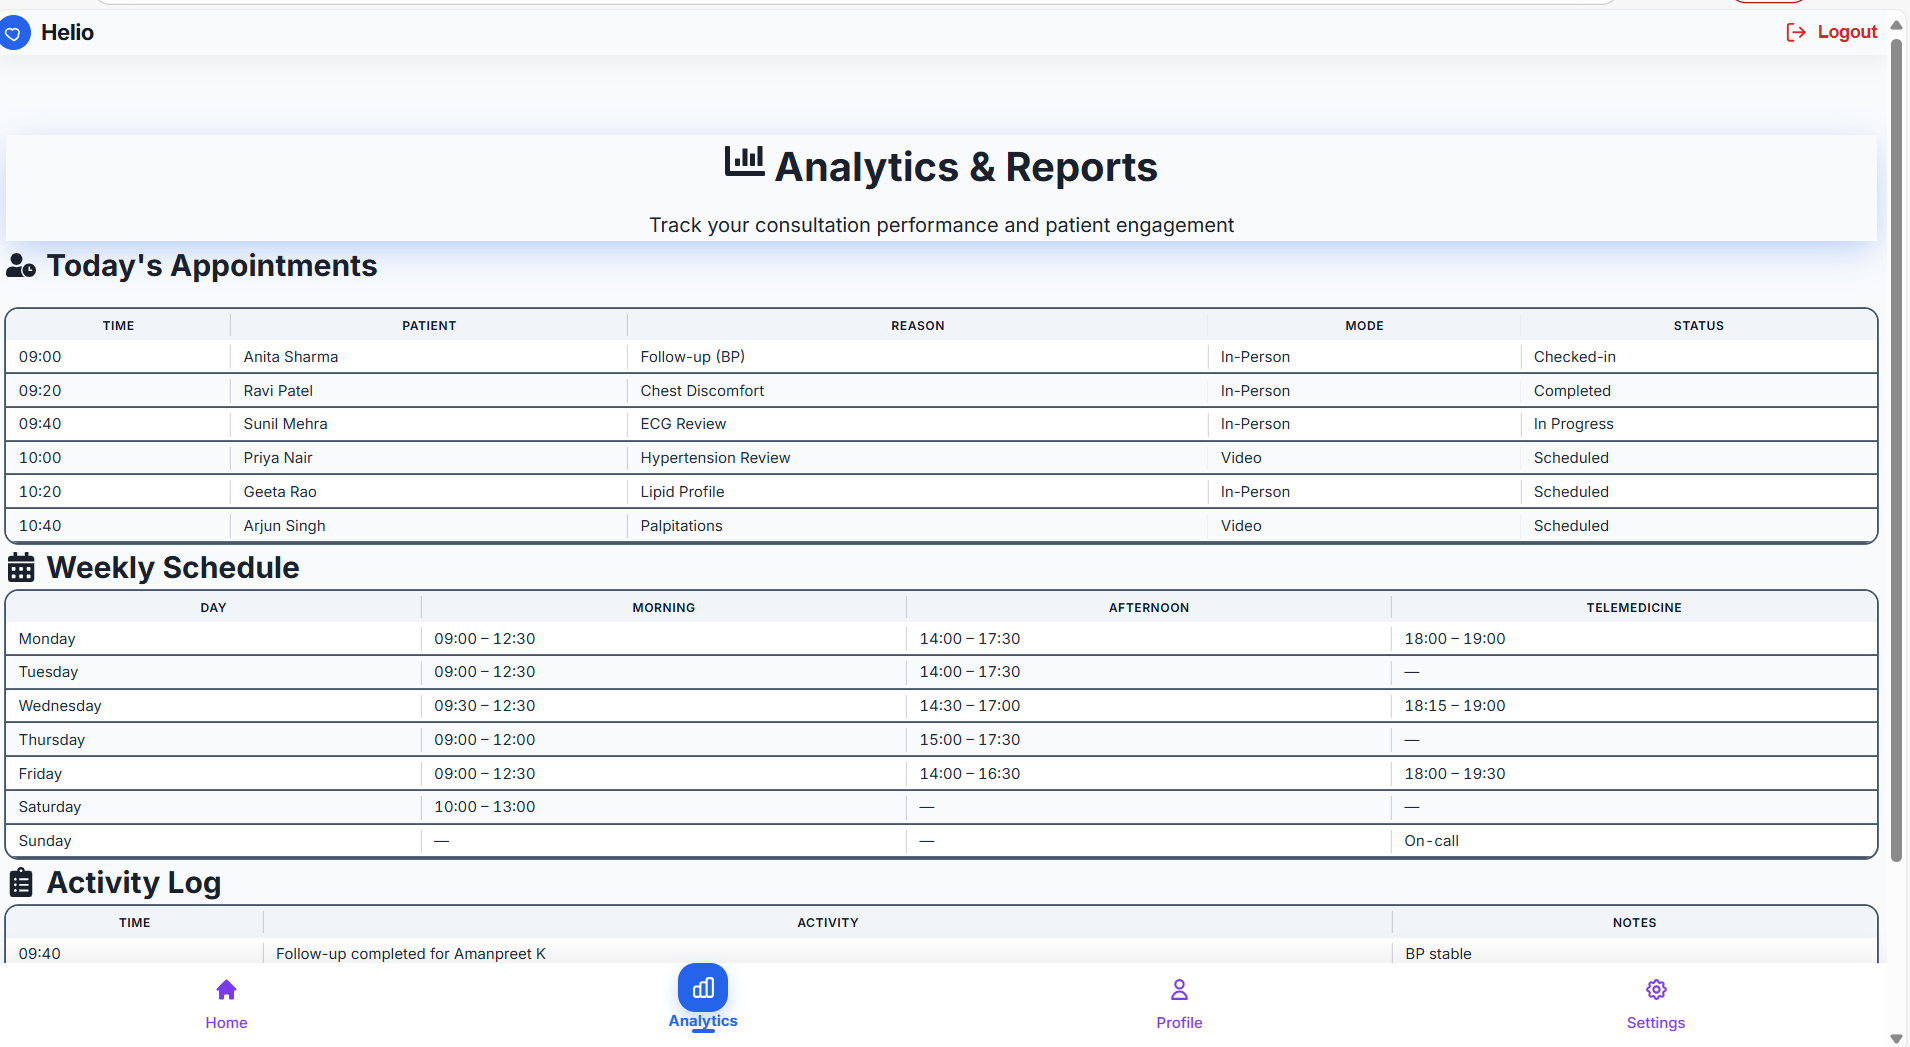 Helio
Logout
Analytics & Reports
Track your consultation performance and patient engagement
Today's Appointments
TIME PATIENT REASON MODE STATUS
09:00 Anita Sharma Follow-up (BP) In-Person Checked-in
09:20 Ravi Patel Chest Discomfort In-Person Completed
09:40 Sunil Mehra ECG Review In-Person In Progress
10:00 Priya Nair Hypertension Review Video Scheduled
10:20 Geeta Rao Lipid Profile In-Person Scheduled
10:40 Arjun Singh Palpitations Video Scheduled
Weekly Schedule
DAY MORNING AFTERNOON TELEMEDICINE
Monday 09:00 – 12:30 14:00 – 17:30 18:00 – 19:00
Tuesday 09:00 – 12:30 14:00 – 17:30 —
Wednesday 09:30 – 12:30 14:30 – 17:00 18:15 – 19:00
Thursday 09:00 – 12:00 15:00 – 17:30 —
Friday 09:00 – 12:30 14:00 – 16:30 18:00 – 19:30
Saturday 10:00 – 13:00 — —
Sunday — — On-call
Activity Log
TIME ACTIVITY NOTES
09:40 Follow-up completed for Amanpreet K BP stable
Home Analytics Profile Settings